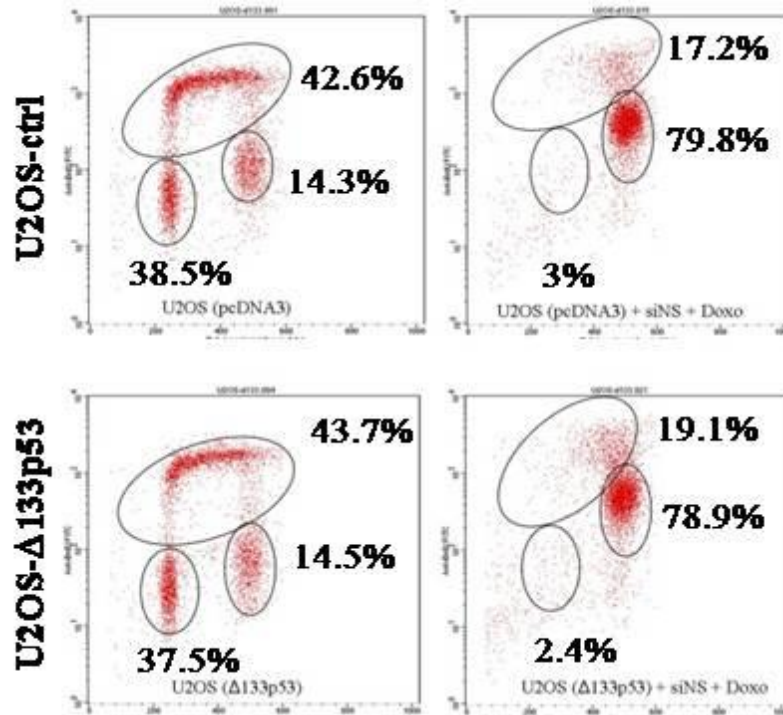 U2OS-ctrl
42.6%
14.3%
38.5%
U2OS (pcDNA3)
17.2%
79.8%
3%
U2OS (pcDNA3) + siNS + Doxo
U2OS-Δ133p53
43.7%
14.5%
37.5%
U2OS (Δ133p53)
19.1%
78.9%
2.4%
U2OS (Δ133p53) + siNS + Doxo